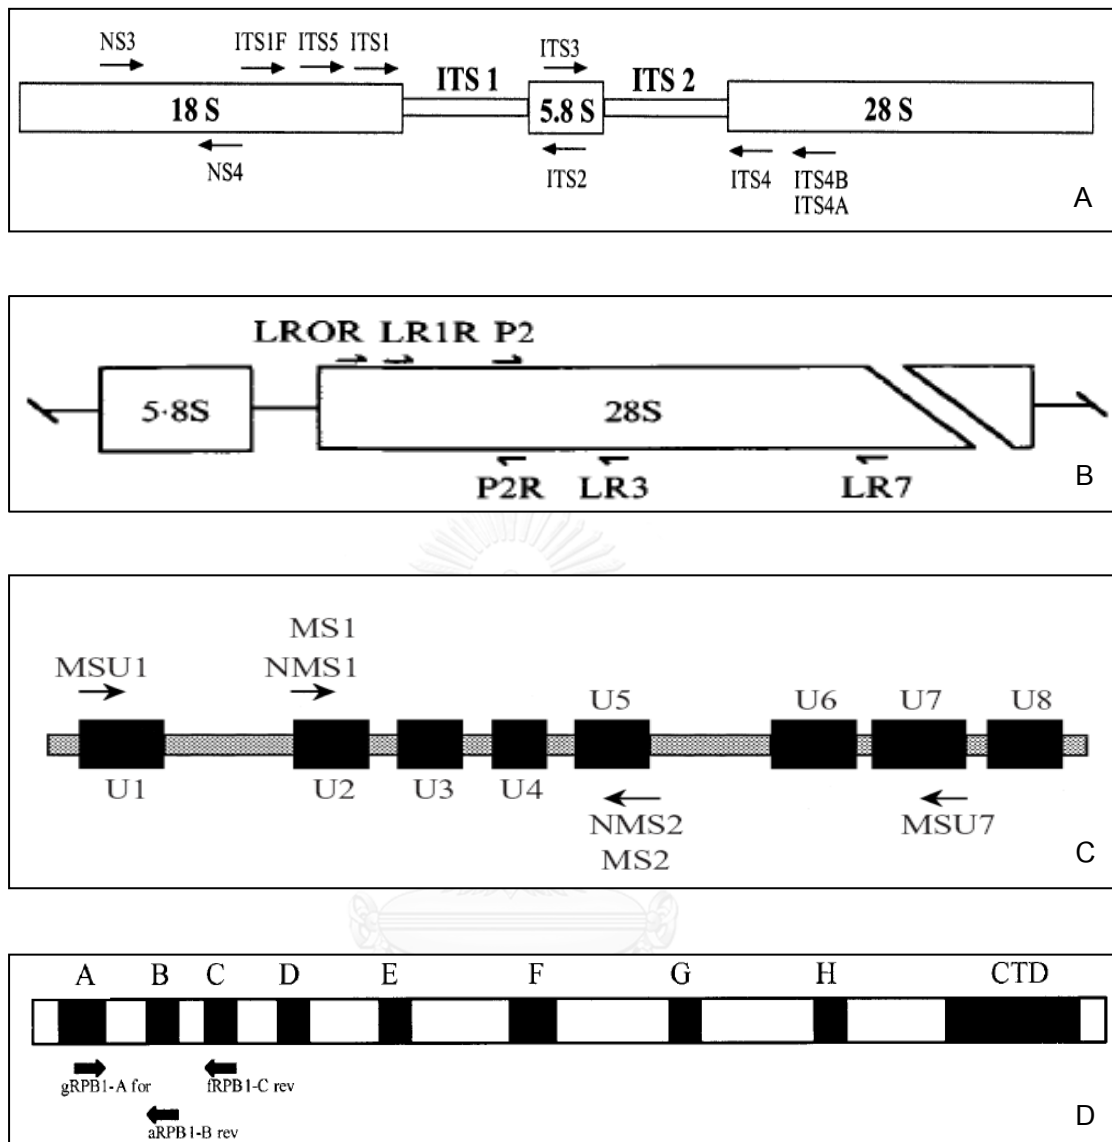 NS3 ITS1F ITS5 ITS1 ITS3
ITS 1 ITS 2
18 S 5.8 S 28 S
NS4 ITS2 ITS4 ITS4B
ITS4A
A
LROR LR1R P2
5·8S 28S
P2R LR3 LR7
B
MS1
MSU1 NMS1
U5 U6 U7 U8
U1 U2 U3 U4
NMS2 MSU7
MS2
C
A B C D E F G H CTD
gRPB1-A for fRPB1-C rev
aRPB1-B rev
D